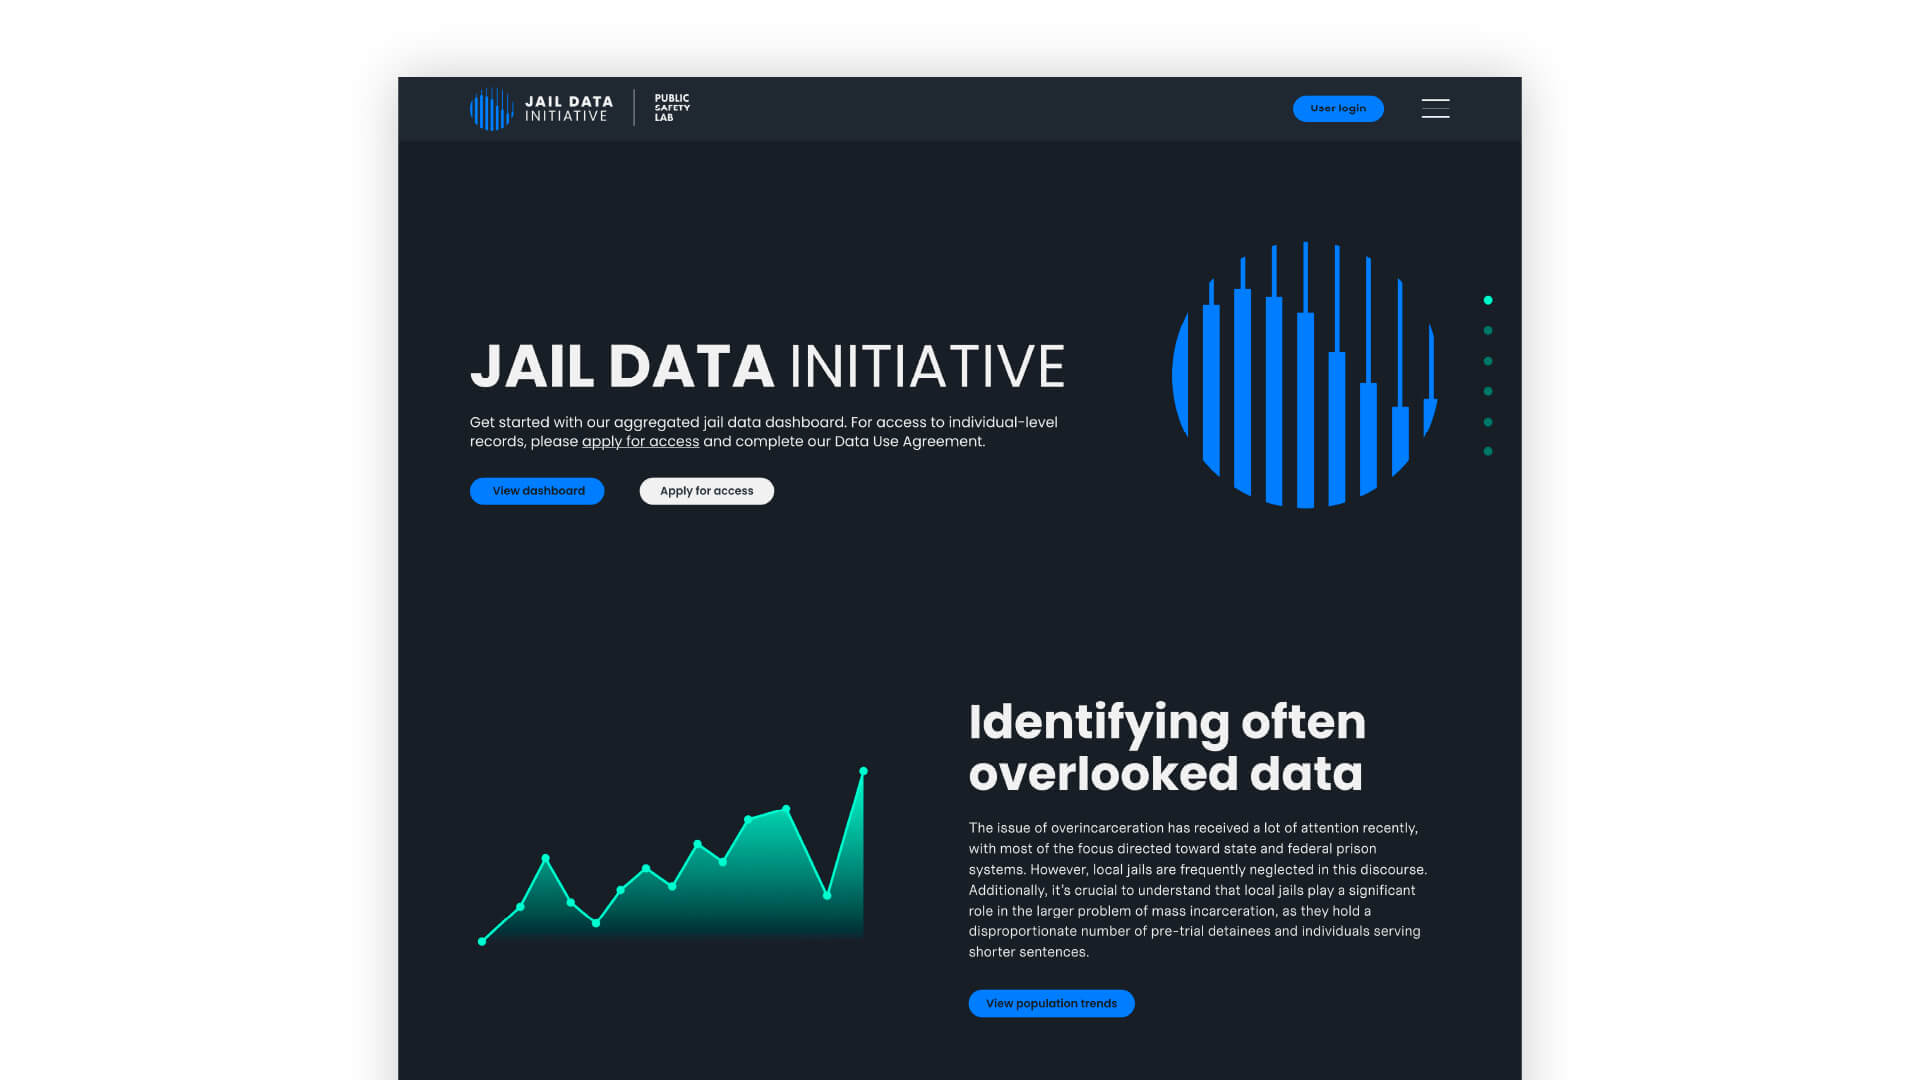 JAIL DATA
INITIATIVE
PUBLIC
SAFETY
LAB
User login
JAIL DATA INITIATIVE
Get started with our aggregated jail data dashboard. For access to individual-level
records, please apply for access and complete our Data Use Agreement.
View dashboard
Apply for access
Identifying often
overlooked data
The issue of overincarceration has received a lot of attention recently,
with most of the focus directed toward state and federal prison
systems. However, local jails are frequently neglected in this discourse.
Additionally, it's crucial to understand that local jails play a significant
role in the larger problem of mass incarceration, as they hold a
disproportionate number of pre-trial detainees and individuals serving
shorter sentences.
View population trends